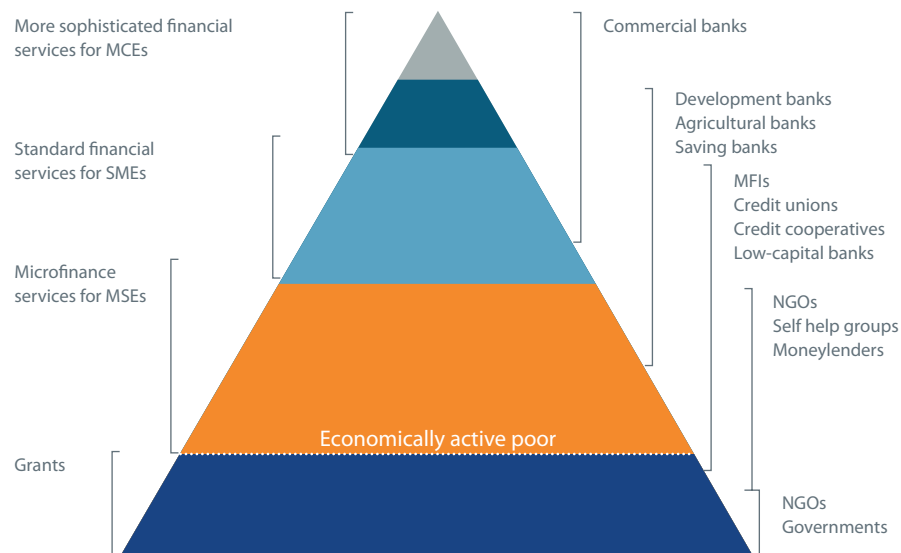 More sophisticated financial
services for MCEs
Commercial banks
Development banks
Agricultural banks
Saving banks
Standard financial
services for SMEs
MFIs
Credit unions
Credit cooperatives
Low-capital banks
Microfinance
services for MSEs
NGOs
Self help groups
Moneylenders
Economically active poor
Grants
NGOs
Governments